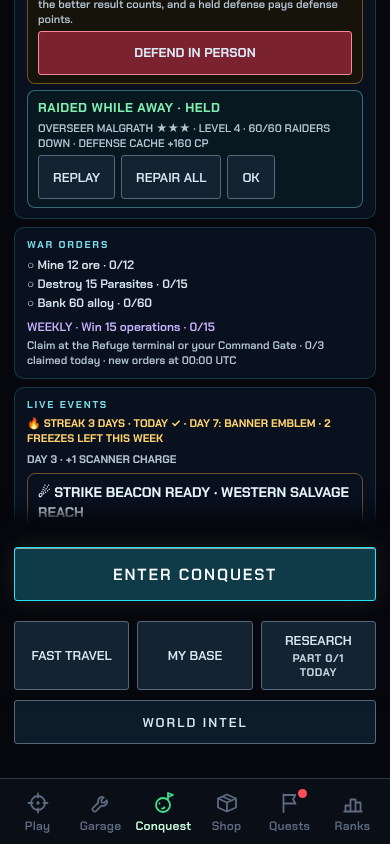 the better result counts, and a held defense pays defense
points.
DEFEND IN PERSON
RAIDED WHILE AWAY · HELD
OVERSEER MALGRATH ★★★ · LEVEL 4 · 60/60 RAIDERS
DOWN · DEFENSE CACHE +160 CP
REPLAY
REPAIR ALL
OK
WAR ORDERS
○ Mine 12 ore · 0/12
○ Destroy 15 Parasites · 0/15
○ Bank 60 alloy · 0/60
WEEKLY · Win 15 operations · 0/15
Claim at the Refuge terminal or your Command Gate · 0/3
claimed today · new orders at 00:00 UTC
LIVE EVENTS
🔥 STREAK 3 DAYS · TODAY ✓ · DAY 7: BANNER EMBLEM · 2
FREEZES LEFT THIS WEEK
DAY 3 · +1 SCANNER CHARGE
☄ STRIKE BEACON READY · WESTERN SALVAGE
REACH
ENTER CONQUEST
FAST TRAVEL
MY BASE
RESEARCH
PART 0/1
TODAY
WORLD INTEL
Play
Garage
Conquest
Shop
Quests
Ranks